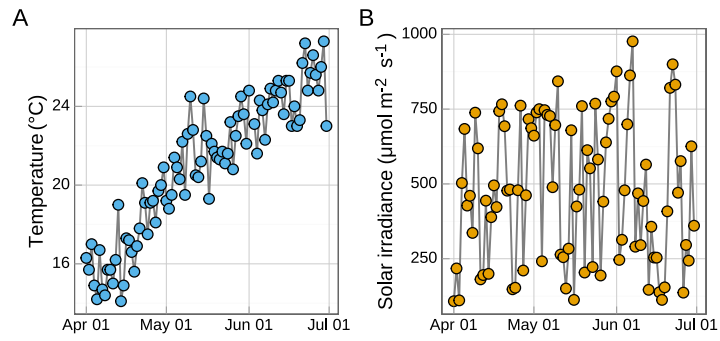 A
Temperature (°C)
24
20
16
Apr 01
May 01
Jun 01
Jul 01
B
Solar irradiance (μmol m⁻² s⁻¹)
1000
750
500
250
Apr 01
May 01
Jun 01
Jul 01